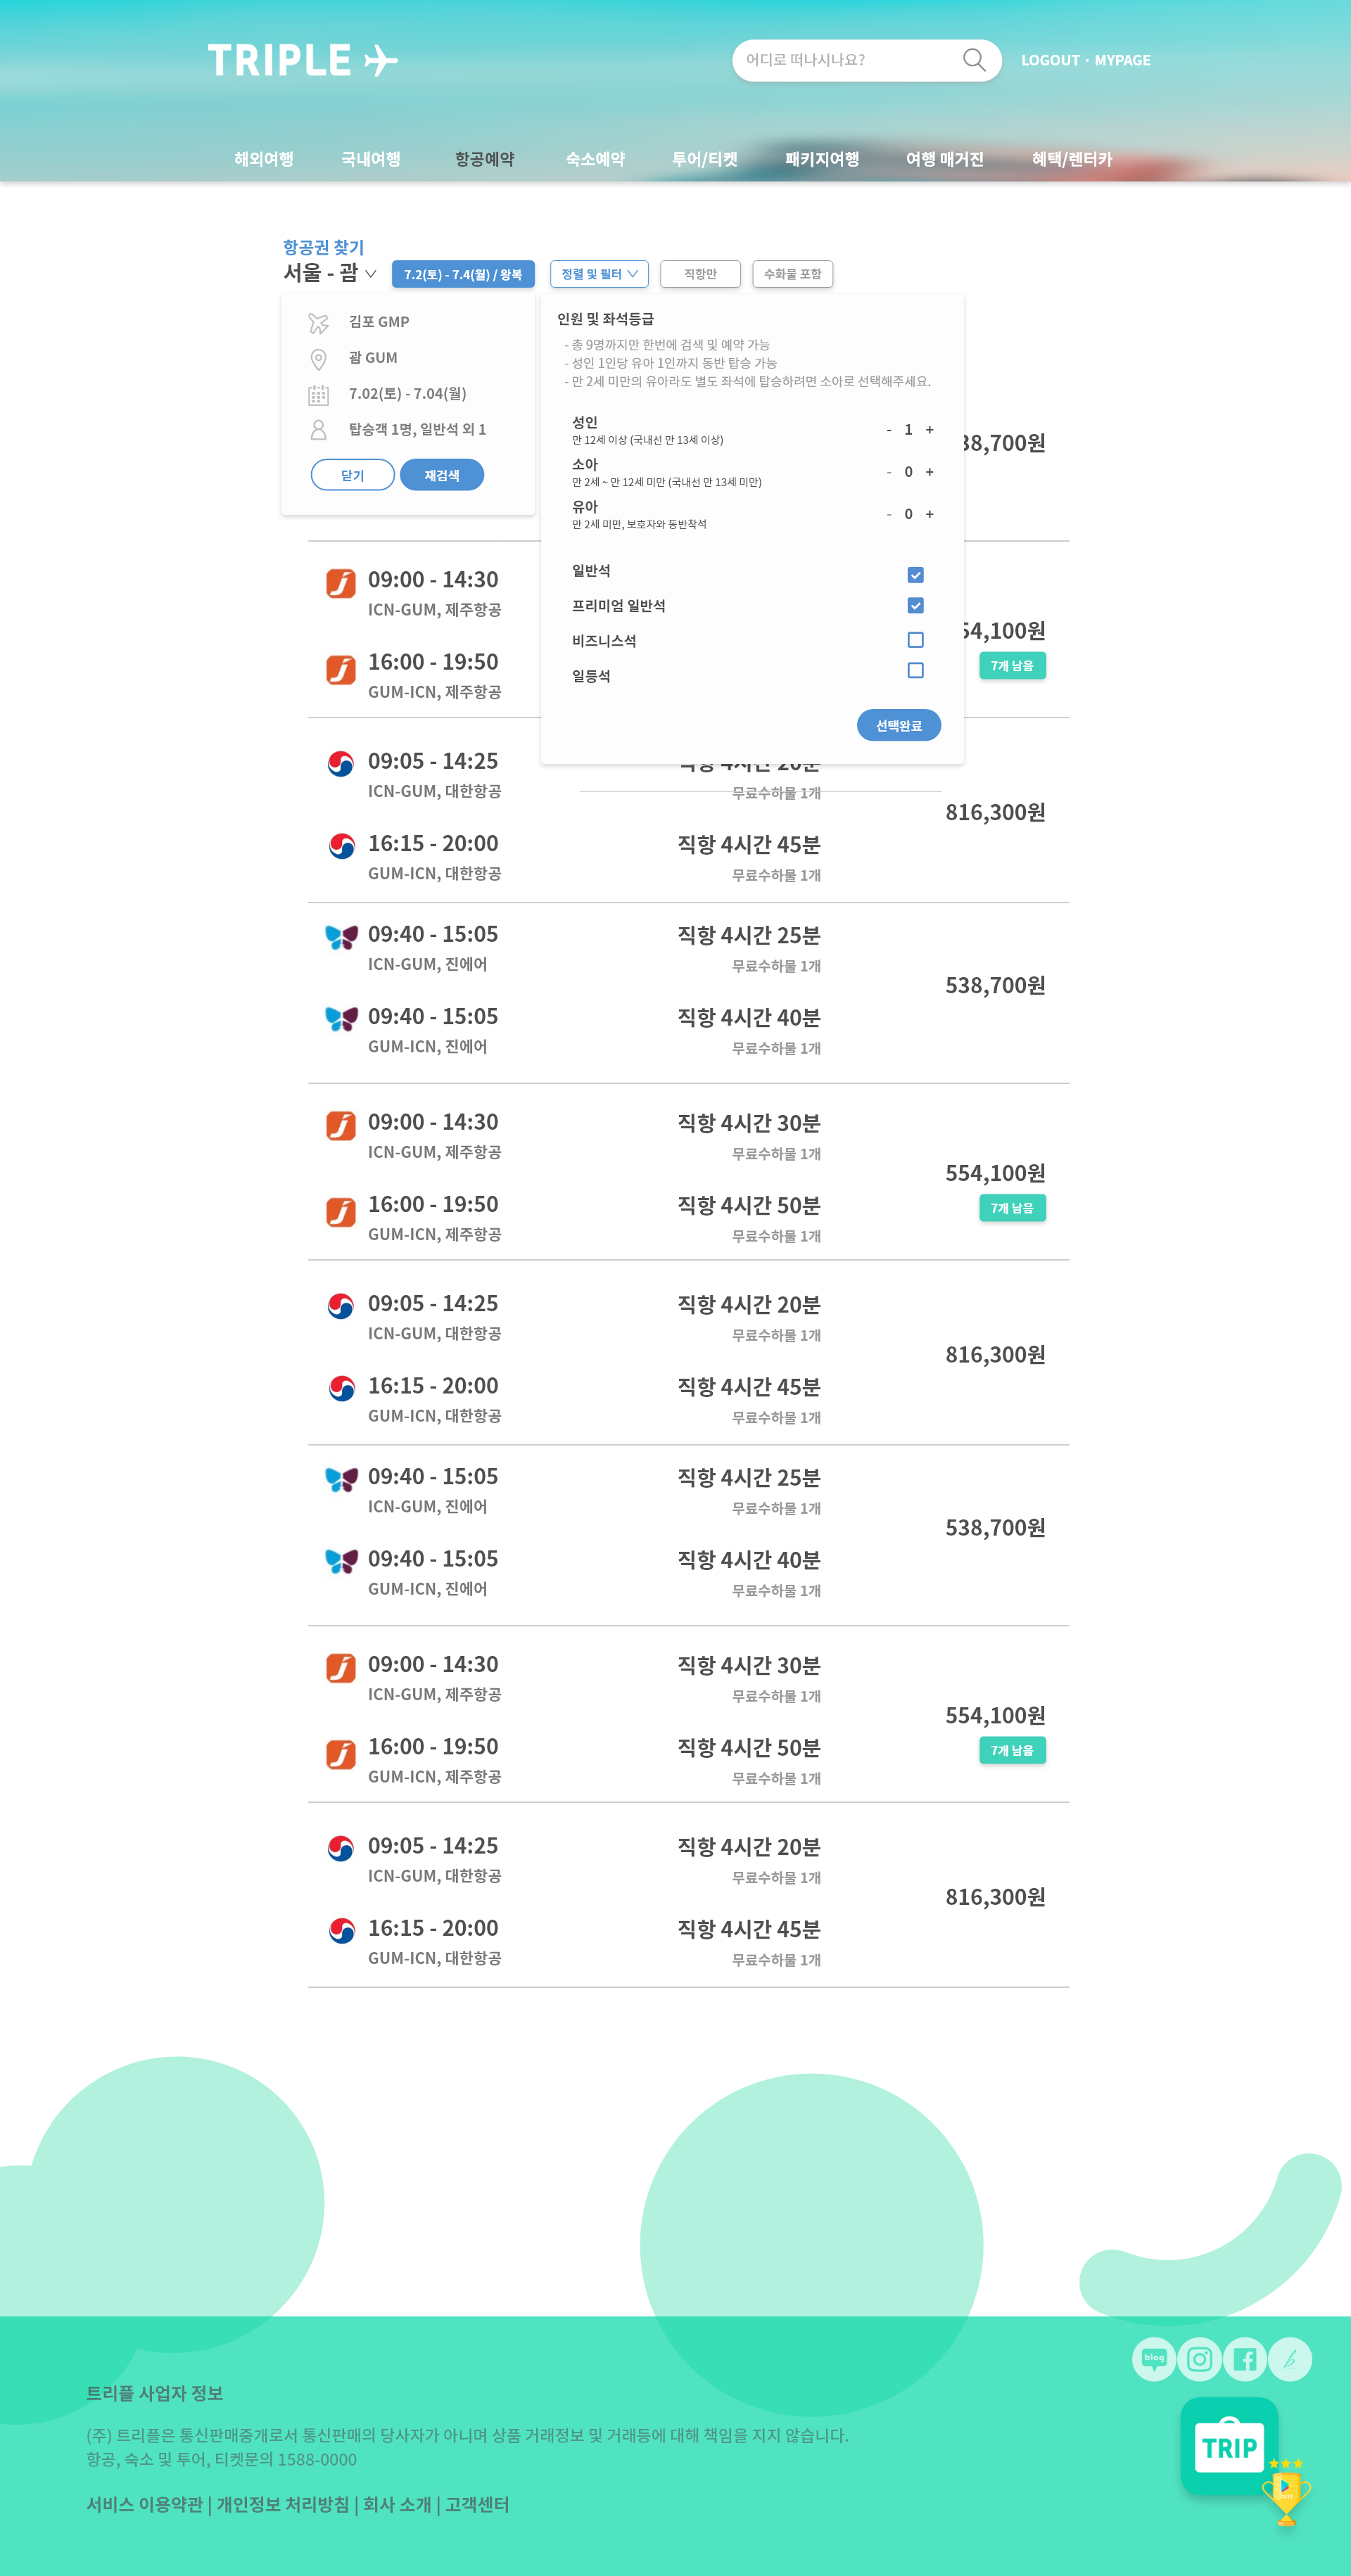 TRIPLE
어디로 떠나시나요?
LOGOUT · MYPAGE
해외여행 국내여행 항공예약 숙소예약 투어/티켓 패키지여행 여행 매거진 혜택/렌터카
항공권 찾기
서울 - 괌
7.2(토) - 7.4(월) / 왕복
정렬 및 필터
직항만
수화물 포함
김포 GMP
괌 GUM
7.02(토) - 7.04(월)
탑승객 1명, 일반석 외 1
닫기 재검색
인원 및 좌석등급
- 총 9명까지만 한번에 검색 및 예약 가능
- 성인 1인당 유아 1인까지 동반 탑승 가능
- 만 2세 미만의 유아라도 별도 좌석에 탑승하려면 소아로 선택해주세요.
성인 - 1 +
만 12세 이상 (국내선 만 13세 이상)
소아 - 0 +
만 2세 ~ 만 12세 미만 (국내선 만 13세 미만)
유아 - 0 +
만 2세 미만, 보호자와 동반착석
일반석
프리미엄 일반석
비즈니스석
일등석
선택완료
38,700원
09:00 - 14:30
ICN-GUM, 제주항공
16:00 - 19:50
GUM-ICN, 제주항공
54,100원
7개 남음
09:05 - 14:25 직항 4시간 20분
ICN-GUM, 대한항공 무료수하물 1개
16:15 - 20:00 직항 4시간 45분
GUM-ICN, 대한항공 무료수하물 1개
816,300원
09:40 - 15:05 직항 4시간 25분
ICN-GUM, 진에어 무료수하물 1개
09:40 - 15:05 직항 4시간 40분
GUM-ICN, 진에어 무료수하물 1개
538,700원
09:00 - 14:30 직항 4시간 30분
ICN-GUM, 제주항공 무료수하물 1개
16:00 - 19:50 직항 4시간 50분
GUM-ICN, 제주항공 무료수하물 1개
554,100원
7개 남음
09:05 - 14:25 직항 4시간 20분
ICN-GUM, 대한항공 무료수하물 1개
16:15 - 20:00 직항 4시간 45분
GUM-ICN, 대한항공 무료수하물 1개
816,300원
09:40 - 15:05 직항 4시간 25분
ICN-GUM, 진에어 무료수하물 1개
09:40 - 15:05 직항 4시간 40분
GUM-ICN, 진에어 무료수하물 1개
538,700원
09:00 - 14:30 직항 4시간 30분
ICN-GUM, 제주항공 무료수하물 1개
16:00 - 19:50 직항 4시간 50분
GUM-ICN, 제주항공 무료수하물 1개
554,100원
7개 남음
09:05 - 14:25 직항 4시간 20분
ICN-GUM, 대한항공 무료수하물 1개
16:15 - 20:00 직항 4시간 45분
GUM-ICN, 대한항공 무료수하물 1개
816,300원
blog
트리플 사업자 정보
(주) 트리플은 통신판매중개로서 통신판매의 당사자가 아니며 상품 거래정보 및 거래등에 대해 책임을 지지 않습니다.
항공, 숙소 및 투어, 티켓문의 1588-0000
서비스 이용약관 | 개인정보 처리방침 | 회사 소개 | 고객센터
TRIP